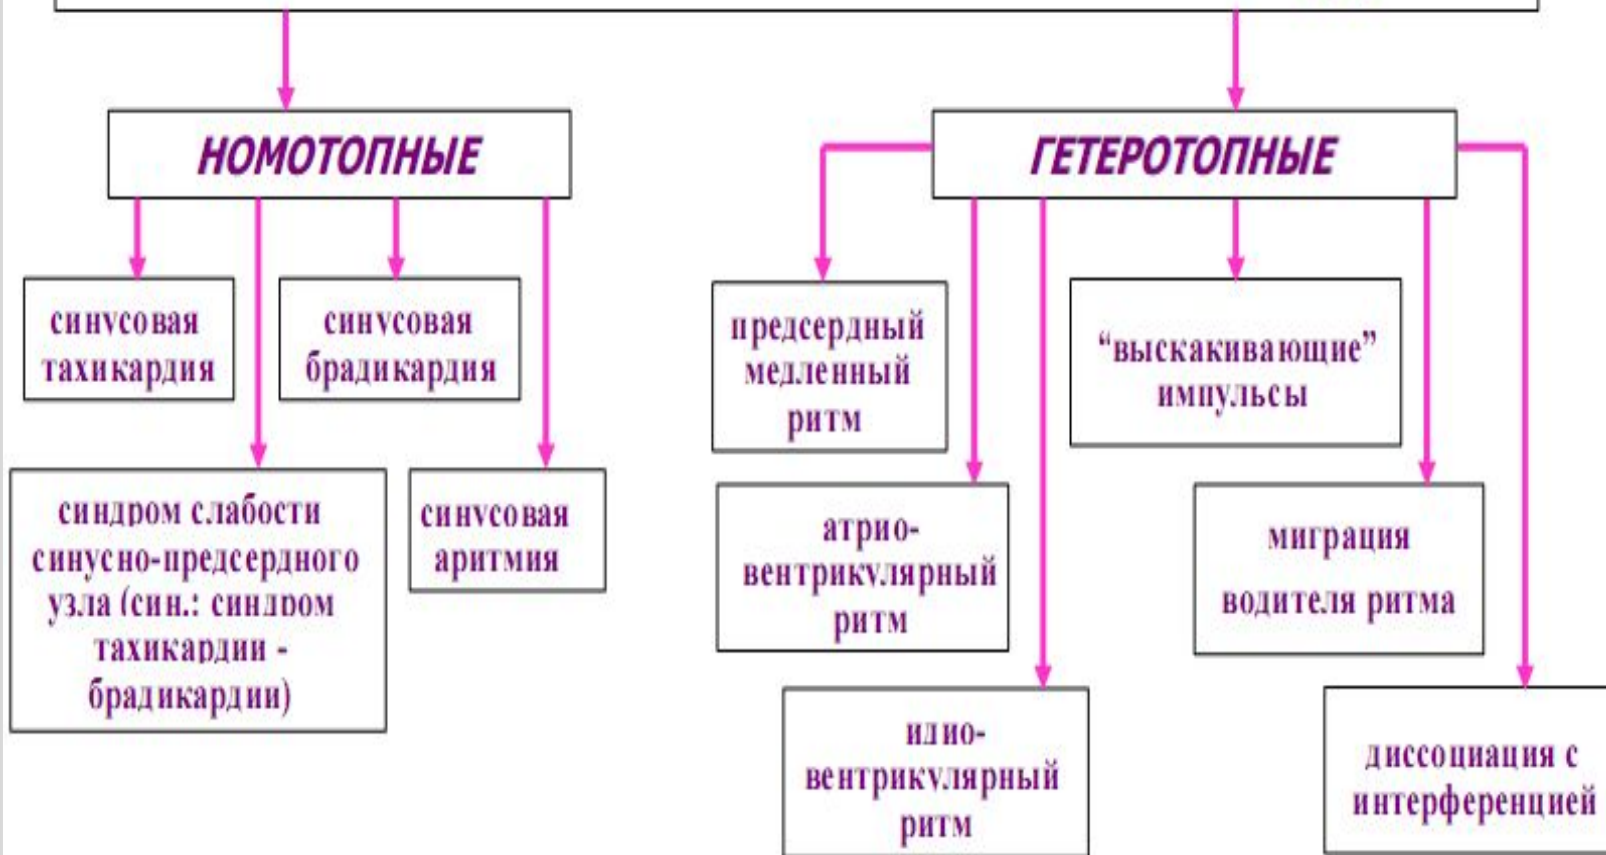 НОМОТОПНЫЕ
ГЕТЕРОТОПНЫЕ
синусовая
тахикардия
синусовая
брадикардия
предсердный
медленный
ритм
“выскакивающие”
импульсы
синдром слабости
синусно-предсердного
узла (син.: синдром
тахикардии -
брадикардии)
синусовая
аритмия
атрио-
вентрикулярный
ритм
миграция
водителя ритма
идио-
вентрикулярный
ритм
диссоциация с
интерференцией